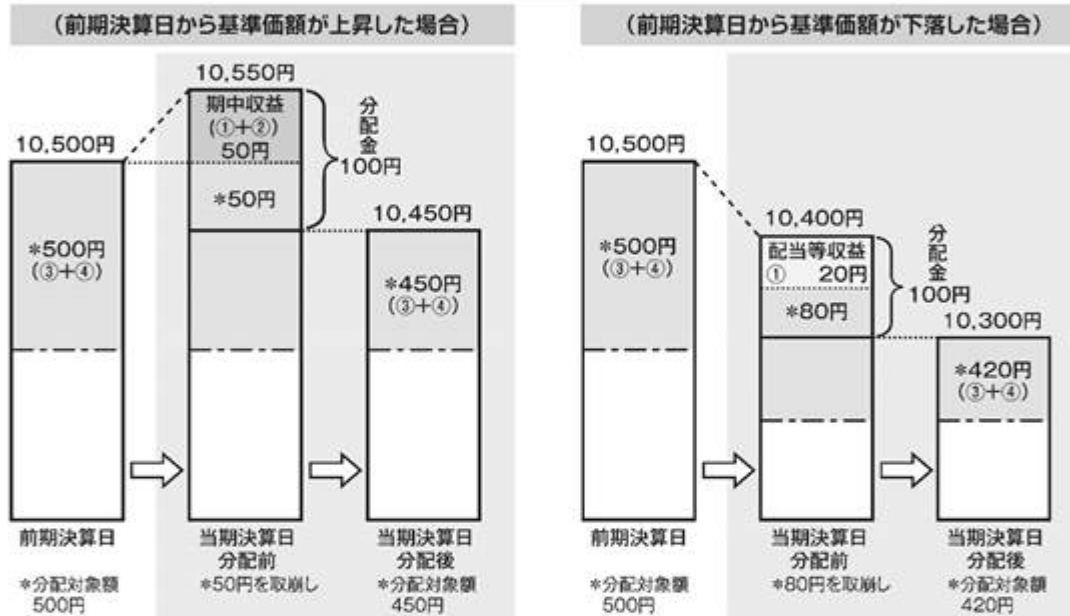 (前期決算日から基準価額が上昇した場合)
10,550円
期中収益
(①+②)
50円
*50円
分配金
100円
10,500円
*500円
(③+④)
10,450円
*450円
(③+④)
前期決算日
*分配対象額
500円
当期決算日
分配前
*50円を取崩し
当期決算日
分配後
*分配対象額
450円
(前期決算日から基準価額が下落した場合)
10,500円
*500円
(③+④)
10,400円
配当等収益
① 20円
*80円
分配金
100円
10,300円
*420円
(③+④)
前期決算日
*分配対象額
500円
当期決算日
分配前
*80円を取崩し
当期決算日
分配後
*分配対象額
420円